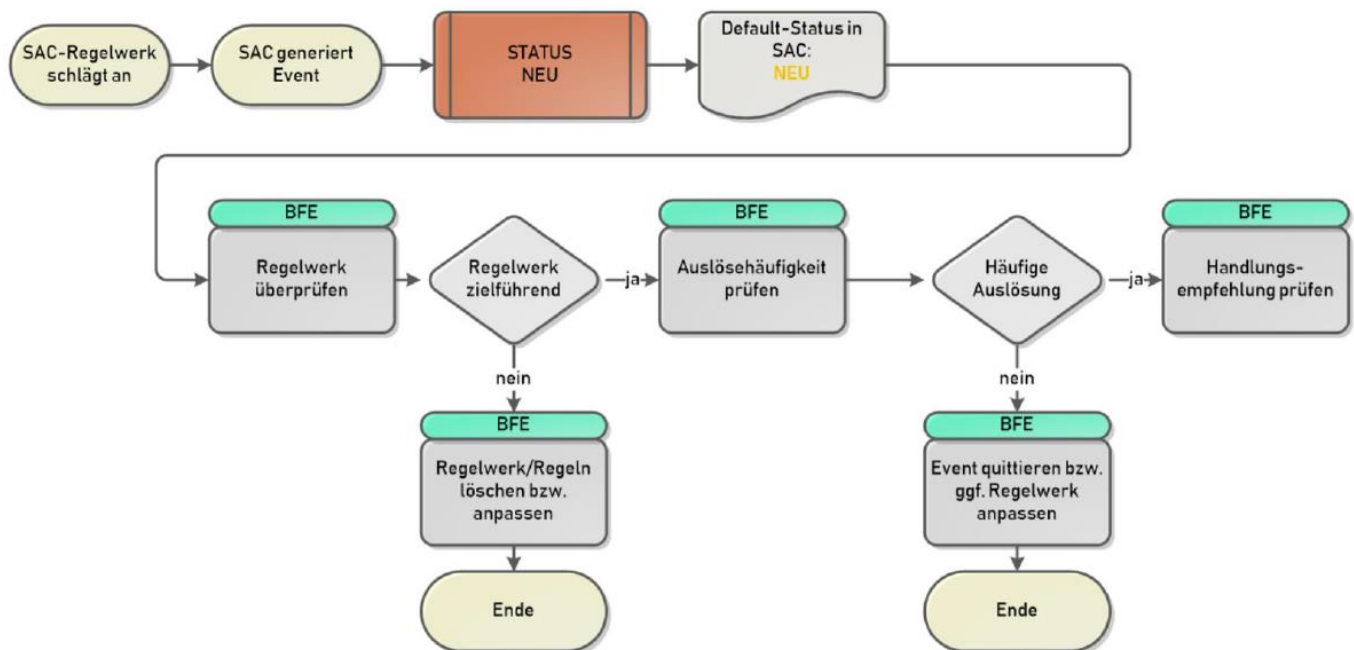 SAC-Regelwerk
schlägt an
SAC generiert
Event
STATUS
NEU
Default-Status in
SAC:
NEU
BFE
Regelwerk
überprüfen
Regelwerk
zielführend
ja
BFE
Auslösehäufigkeit
prüfen
Häufige
Auslösung
ja
BFE
Handlungs-
empfehlung prüfen
nein
BFE
Regelwerk/Regeln
löschen bzw.
anpassen
Ende
nein
BFE
Event quittieren bzw.
ggf. Regelwerk
anpassen
Ende